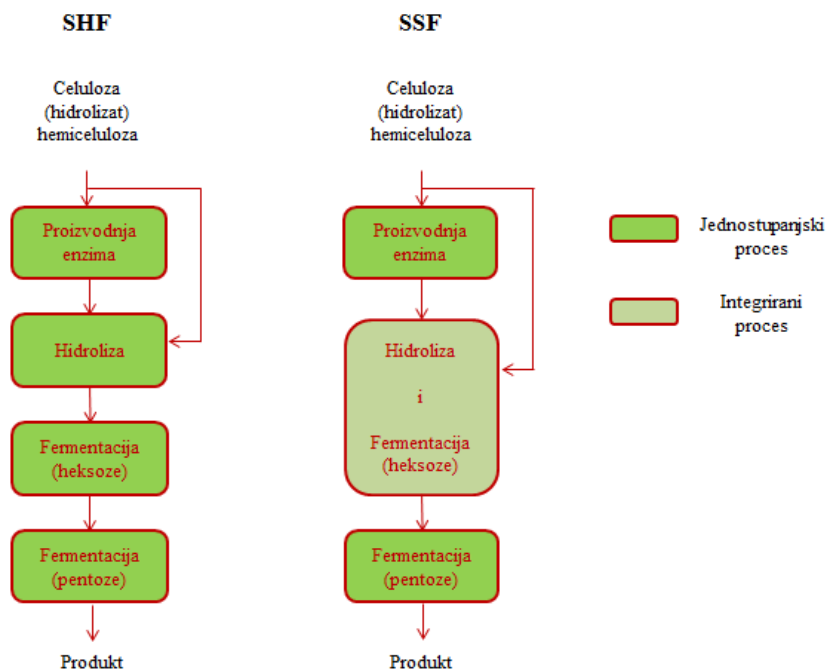 SHF
Celuloza
(hidrolizat)
hemiceluloza
Proizvodnja
enzima
Hidroliza
Fermentacija
(heksoze)
Fermentacija
(pentoze)
Produkt
SSF
Celuloza
(hidrolizat)
hemiceluloza
Proizvodnja
enzima
Hidroliza
i
Fermentacija
(heksoze)
Fermentacija
(pentoze)
Produkt
Jednostupanjski
proces
Integrirani
proces